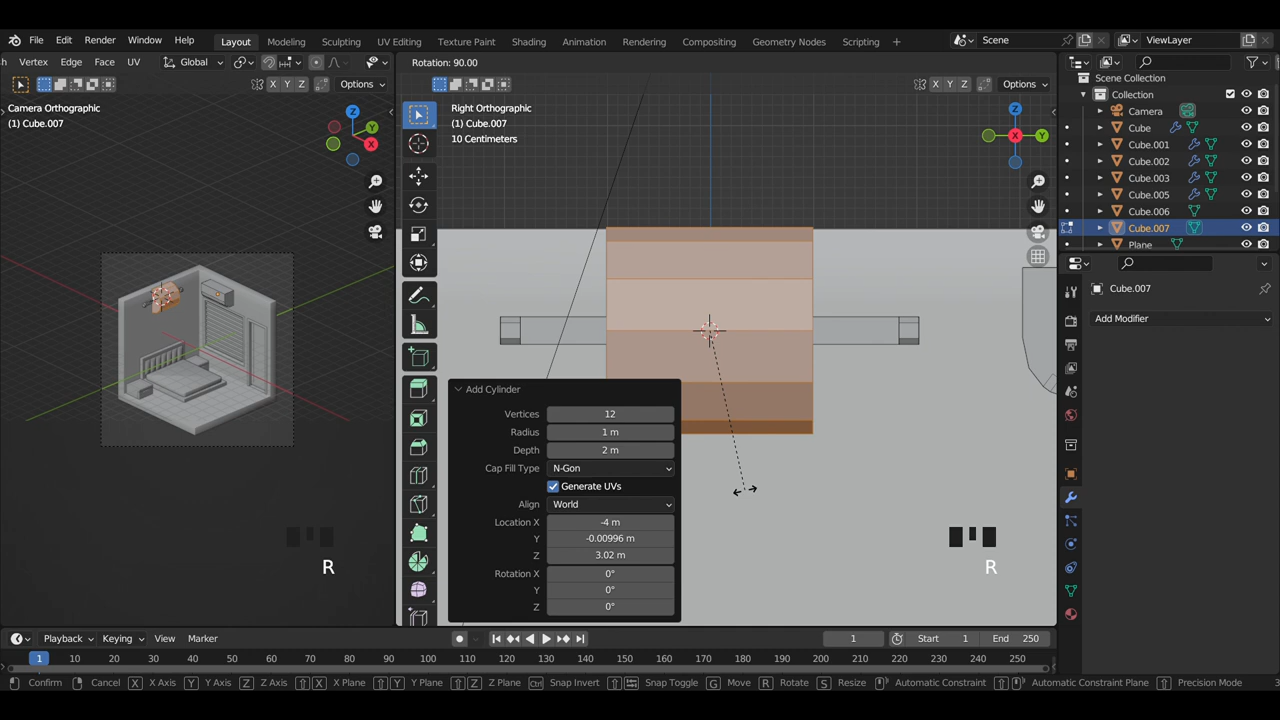 File Edit Render Window Help Layout Modeling Sculpting UV Editing Texture Paint Shading Animation Rendering Compositing Geometry Nodes Scripting + Scene ViewLayer
h Vertex Edge Face UV Global Rotation: 90.00
X Y Z Options X Y Z Options
Camera Orthographic
(1) Cube.007
Right Orthographic
(1) Cube.007
10 Centimeters
Z
Y
X
Z
X
Y
Add Cylinder
Vertices 12
Radius 1 m
Depth 2 m
Cap Fill Type N-Gon
Generate UVs
Align World
Location X -4 m
Y -0.00996 m
Z 3.02 m
Rotation X 0°
Y 0°
Z 0°
R
R
Scene Collection
Collection
Camera
Cube
Cube.001
Cube.002
Cube.003
Cube.005
Cube.006
Cube.007
Plane
Cube.007
Add Modifier
Playback Keying View Marker 1 Start 1 End 250
1 10 20 30 40 50 60 70 80 90 100 110 120 130 140 150 160 170 180 190 200 210 220 230 240 250
Confirm Cancel X X Axis Y Y Axis Z Z Axis X X Plane Y Y Plane Z Z Plane Ctrl Snap Invert Snap Toggle G Move R Rotate S Resize Automatic Constraint Automatic Constraint Plane Precision Mode 3